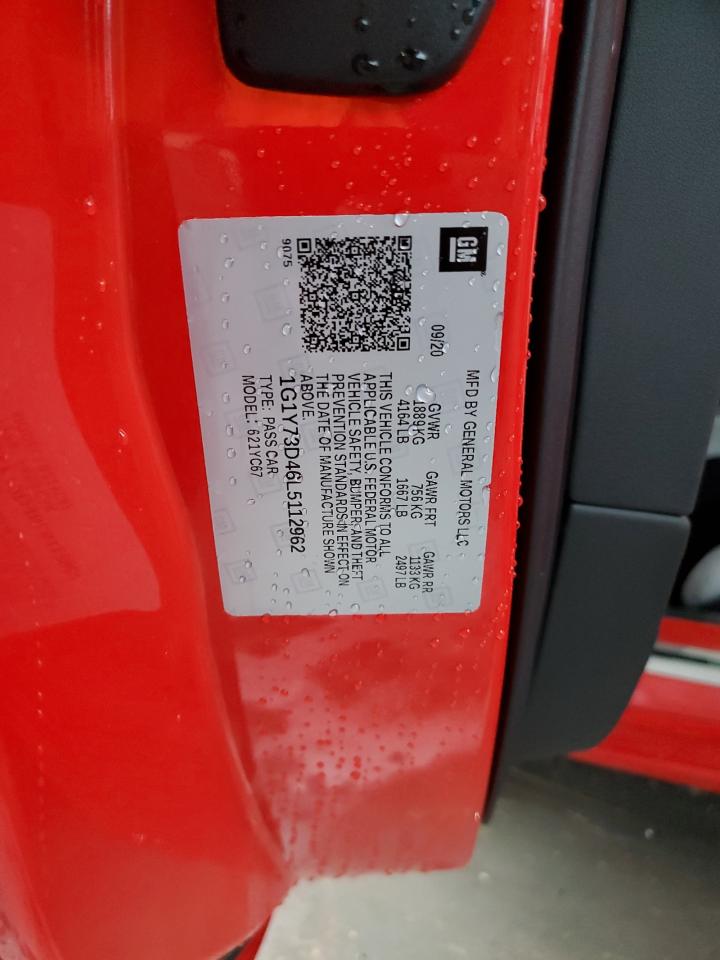 GM
MFD BY GENERAL MOTORS LLC
09/20 GVWR GAWR FRT GAWR RR
1889 KG 756 KG 1133 KG
4164 LB 1667 LB 2497 LB
THIS VEHICLE CONFORMS TO ALL
APPLICABLE U.S. FEDERAL MOTOR
VEHICLE SAFETY, BUMPER, AND THEFT
PREVENTION STANDARDS IN EFFECT ON
THE DATE OF MANUFACTURE SHOWN
ABOVE.
9075
1G1Y73D46L5112962
TYPE: PASS CAR
MODEL: 621YC67